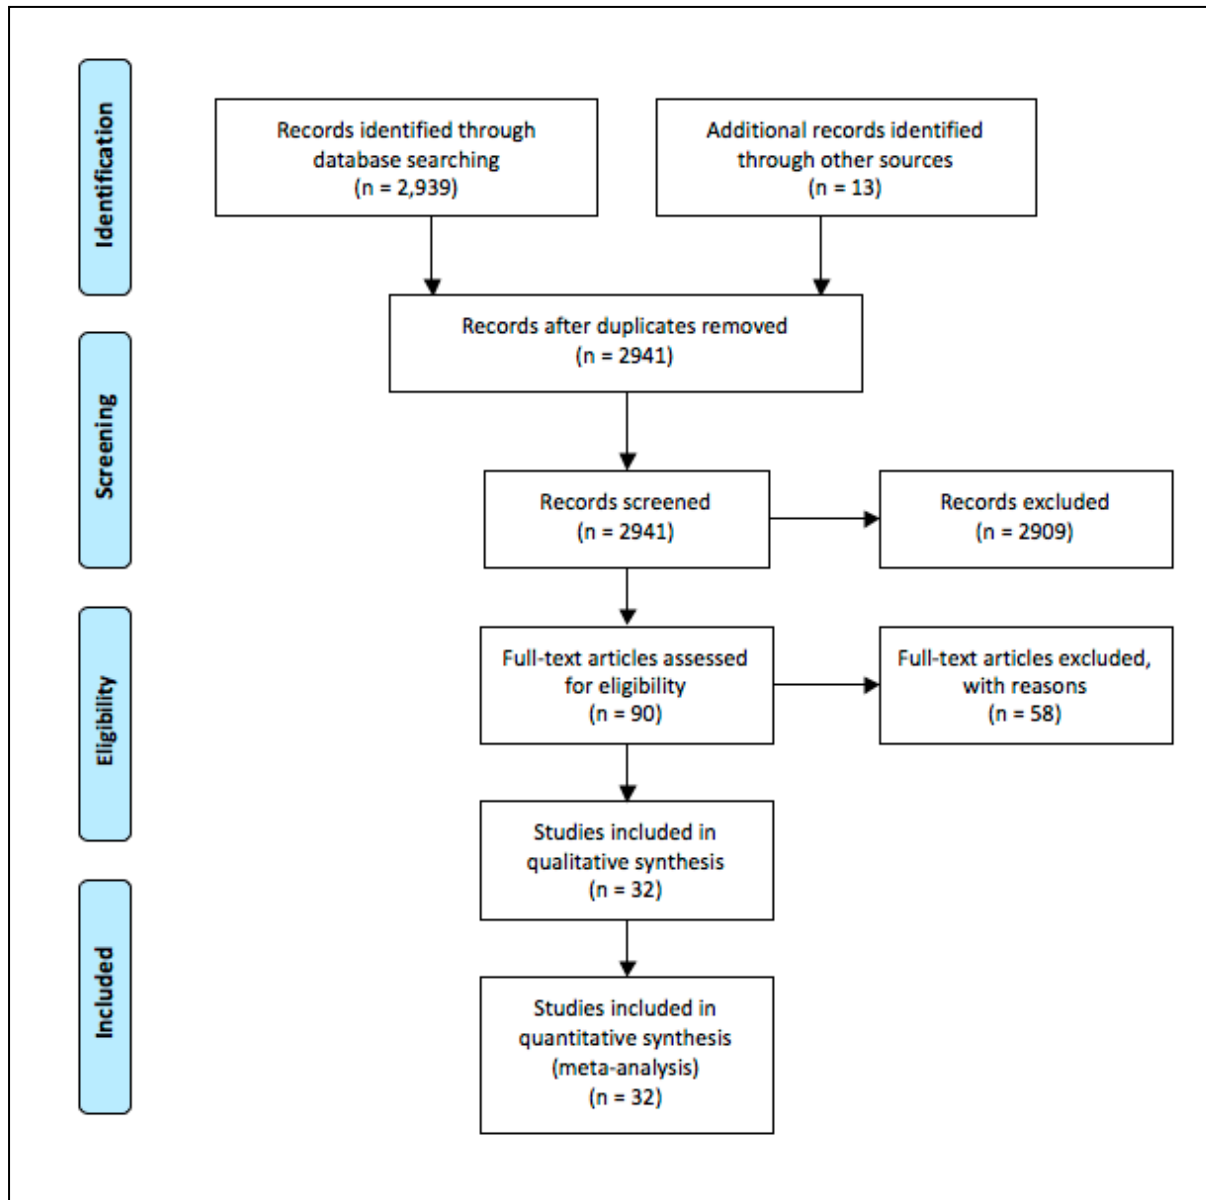 Identification
Records identified through
database searching
(n = 2,939)
Additional records identified
through other sources
(n = 13)
Records after duplicates removed
(n = 2941)
Screening
Records screened
(n = 2941)
Records excluded
(n = 2909)
Eligibility
Full-text articles assessed
for eligibility
(n = 90)
Full-text articles excluded,
with reasons
(n = 58)
Studies included in
qualitative synthesis
(n = 32)
Included
Studies included in
quantitative synthesis
(meta-analysis)
(n = 32)